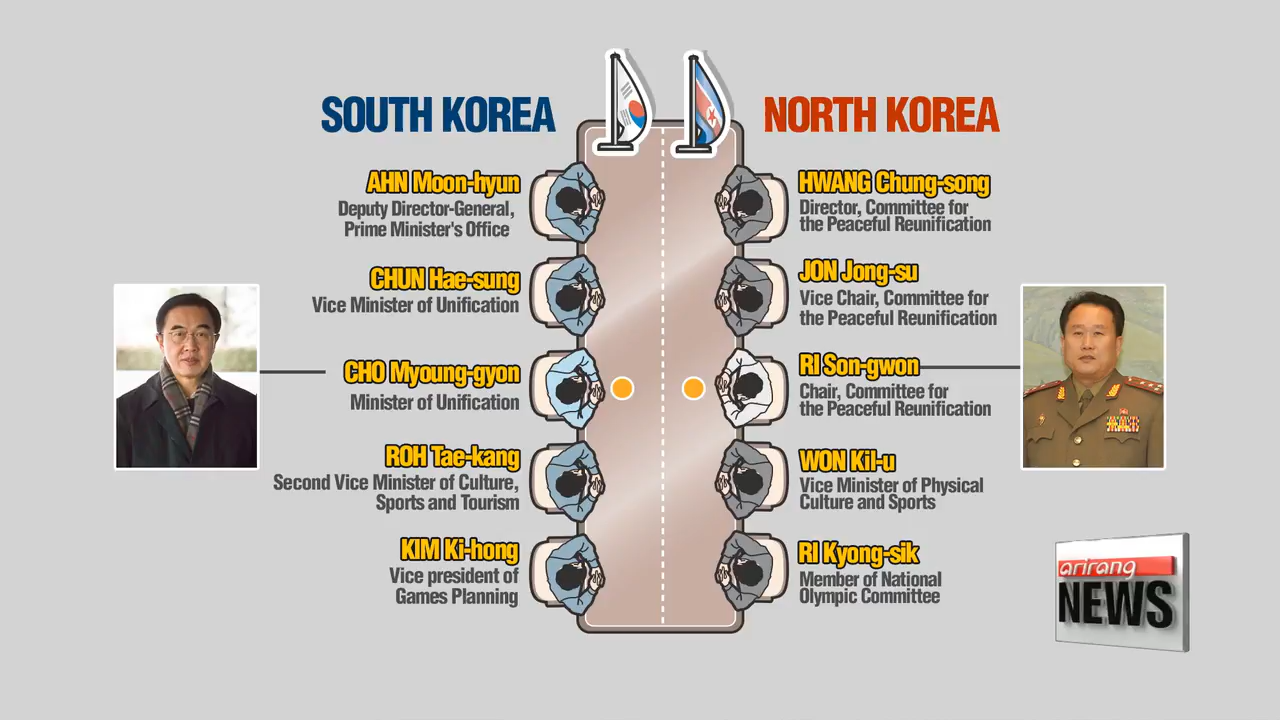 SOUTH KOREA
AHN Moon-hyun
Deputy Director-General,
Prime Minister's Office
CHUN Hae-sung
Vice Minister of Unification
CHO Myoung-gyon
Minister of Unification
ROH Tae-kang
Second Vice Minister of Culture,
Sports and Tourism
KIM Ki-hong
Vice president of
Games Planning
NORTH KOREA
HWANG Chung-song
Director, Committee for
the Peaceful Reunification
JON Jong-su
Vice Chair, Committee for
the Peaceful Reunification
RI Son-gwon
Chair, Committee for
the Peaceful Reunification
WON Kil-u
Vice Minister of Physical
Culture and Sports
RI Kyong-sik
Member of National
Olympic Committee
arirang
NEWS